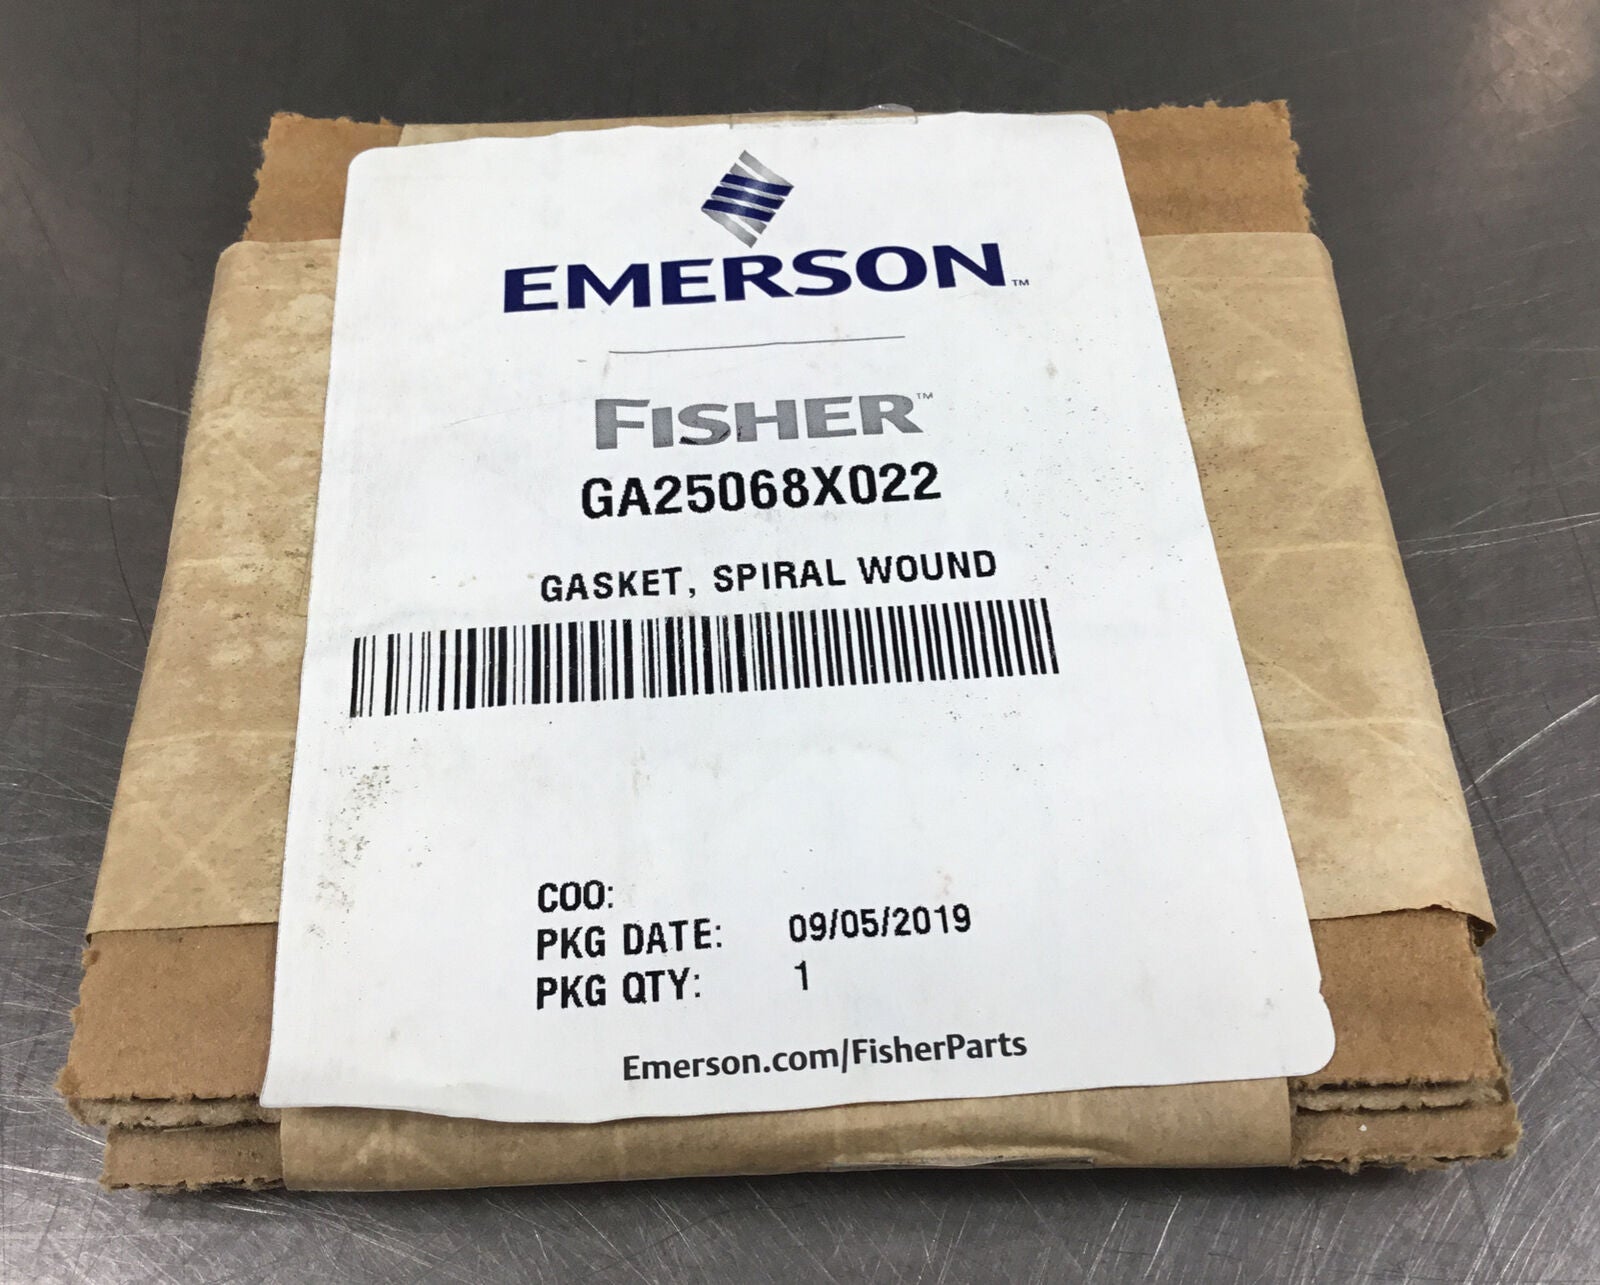 EMERSON™
FISHER™
GA25068X022
GASKET, SPIRAL WOUND
COO:
PKG DATE: 09/05/2019
PKG QTY: 1
Emerson.com/FisherParts